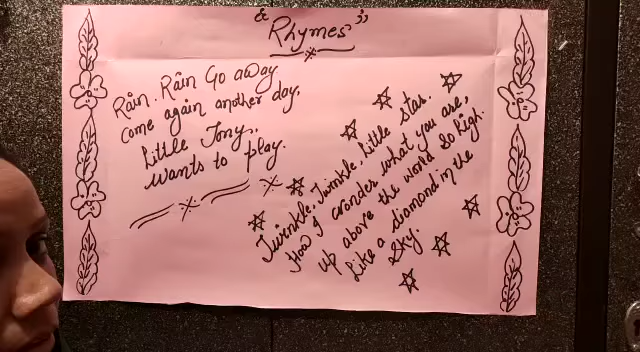 "Rhymes"
Rain. Rain Go away.
Come again another day.
Little Tony..
wants to play.
Twinkle, Twinkle, Little star.
How I wonder what you are,
up above the world So high.
Like a diamond in the
Sky.